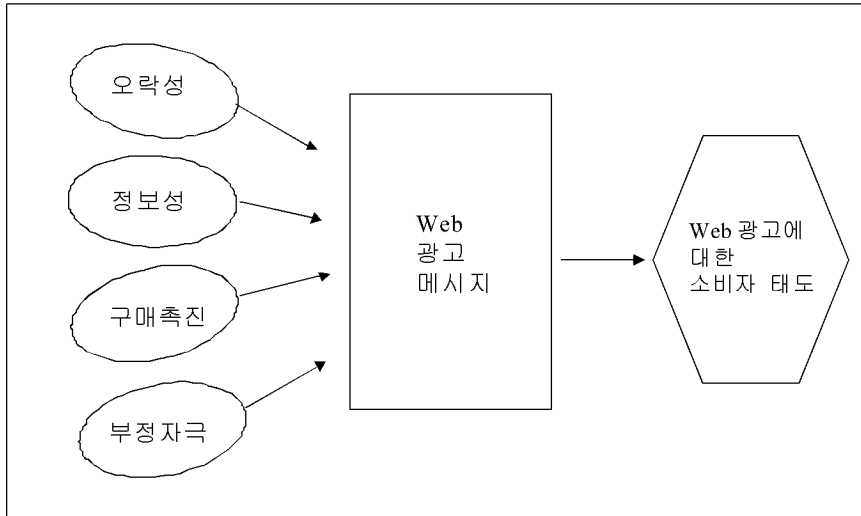 오락성
정보성
구매촉진
부정자극
Web
광고
메시지
Web 광고에
대한
소비자 태도